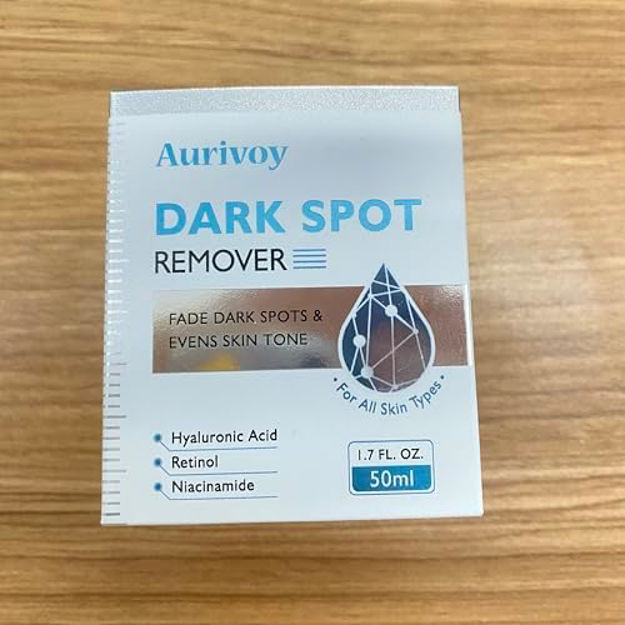 Aurivoy
DARK SPOT
REMOVER
FADE DARK SPOTS &
EVENS SKIN TONE
• For All Skin Types •
Hyaluronic Acid
Retinol
Niacinamide
1.7 FL. OZ.
50ml